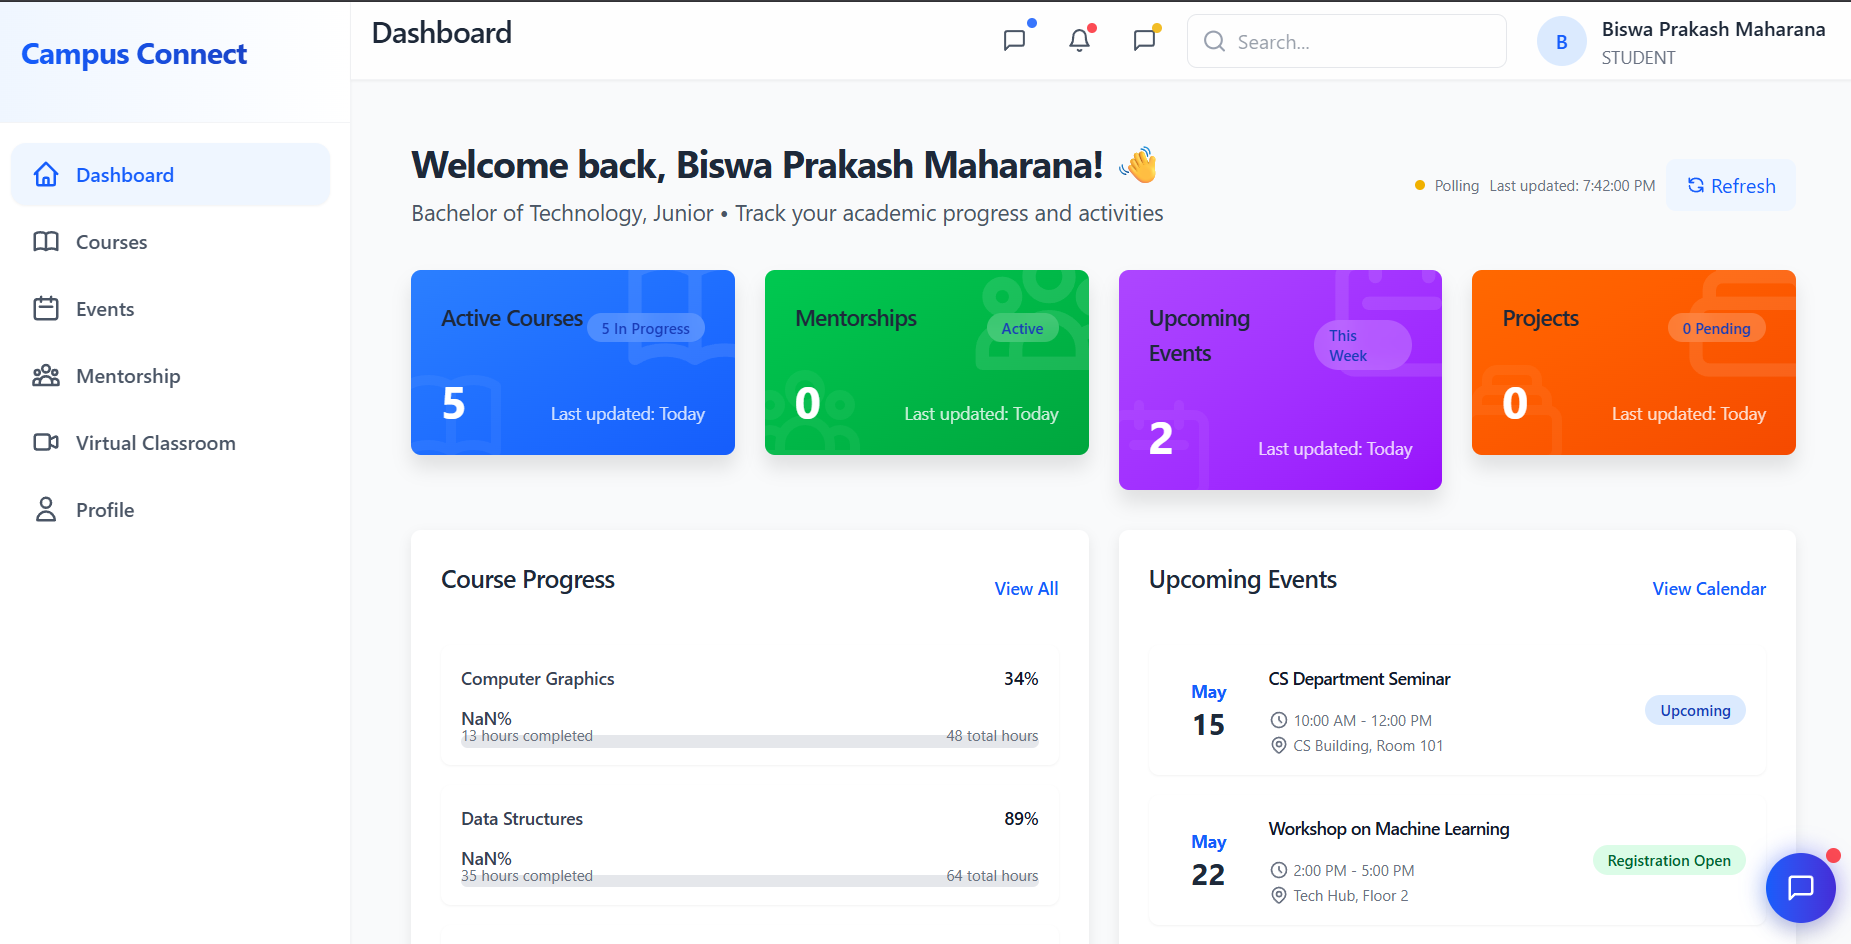 Campus Connect
Dashboard
Search...
B
Biswa Prakash Maharana
STUDENT
Dashboard
Courses
Events
Mentorship
Virtual Classroom
Profile
Welcome back, Biswa Prakash Maharana! 👋
Bachelor of Technology, Junior • Track your academic progress and activities
Polling Last updated: 7:42:00 PM
Refresh
Active Courses
5 In Progress
5
Last updated: Today
Mentorships
Active
0
Last updated: Today
Upcoming
Events
This
Week
2
Last updated: Today
Projects
0 Pending
0
Last updated: Today
Course Progress
View All
Computer Graphics
34%
NaN%
13 hours completed
48 total hours
Data Structures
89%
NaN%
35 hours completed
64 total hours
Upcoming Events
View Calendar
May
15
CS Department Seminar
10:00 AM - 12:00 PM
CS Building, Room 101
Upcoming
May
22
Workshop on Machine Learning
2:00 PM - 5:00 PM
Tech Hub, Floor 2
Registration Open